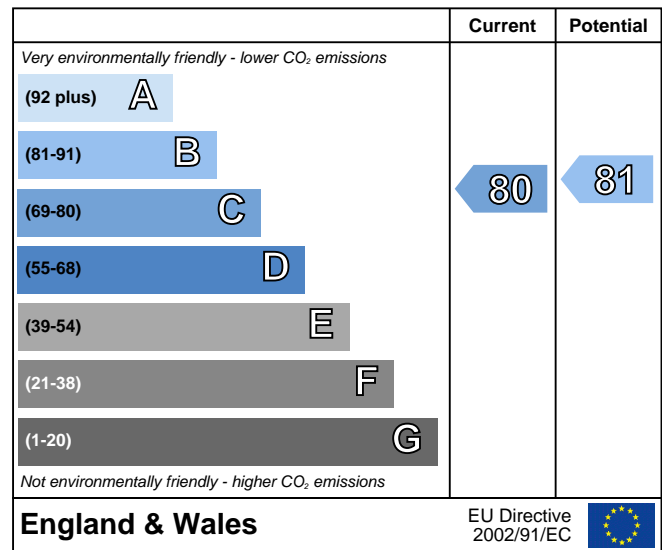 Current Potential
Very environmentally friendly - lower CO₂ emissions
(92 plus) A
(81-91) B
(69-80) C
(55-68) D
(39-54) E
(21-38) F
(1-20) G
80
81
Not environmentally friendly - higher CO₂ emissions
England & Wales
EU Directive
2002/91/EC